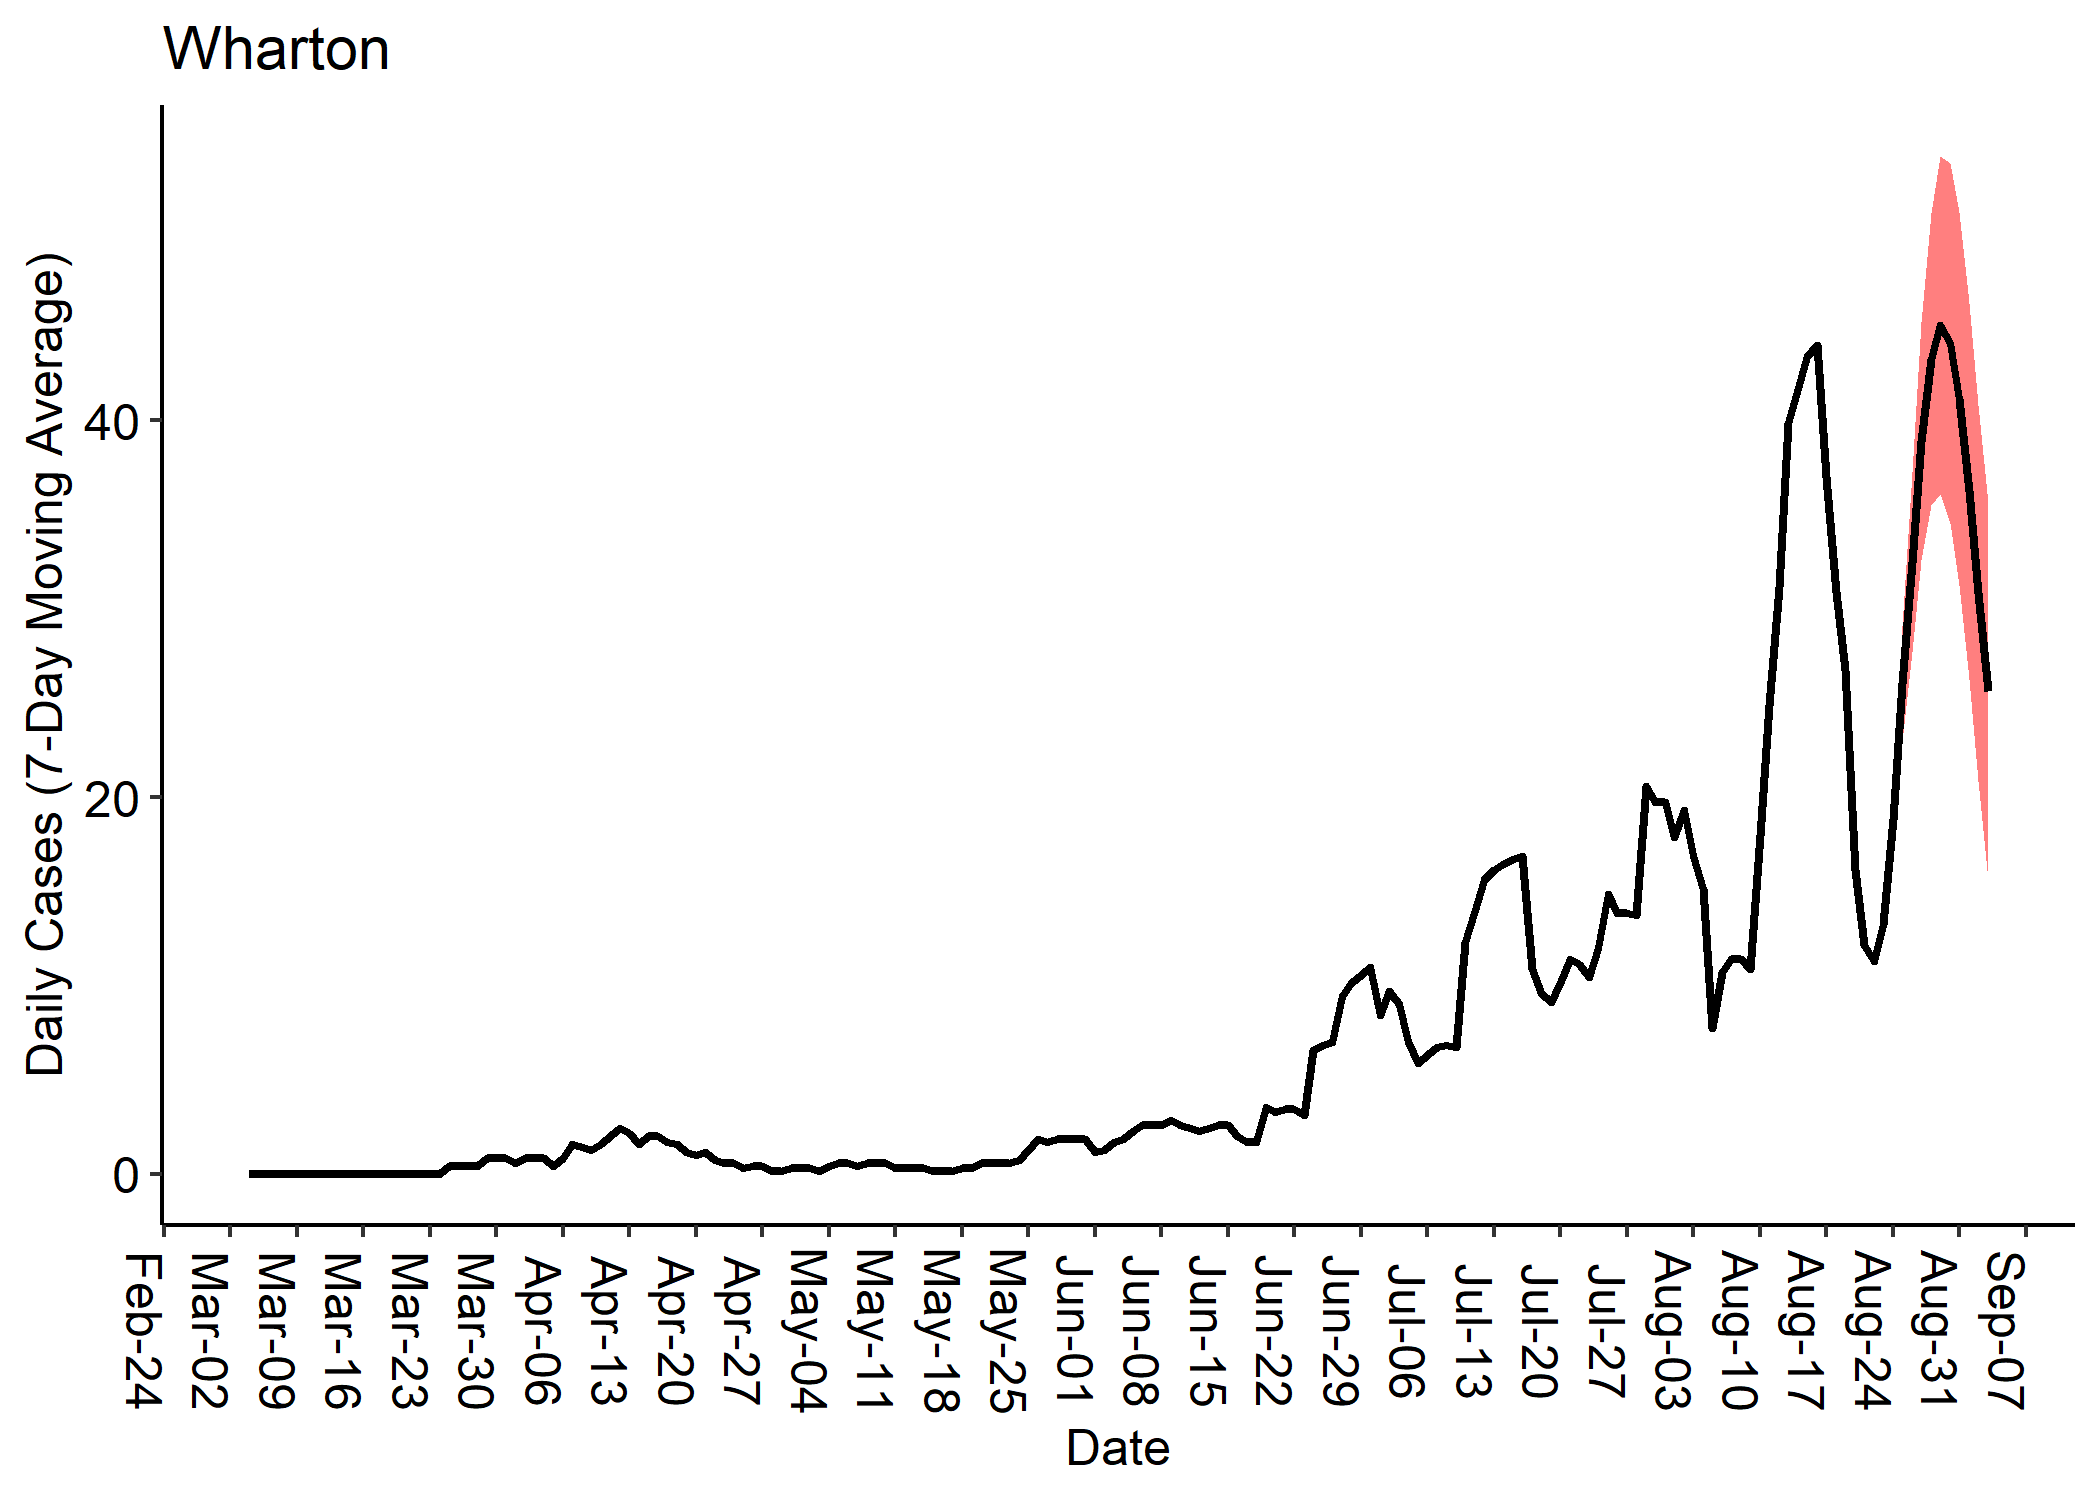 Wharton
Daily Cases (7-Day Moving Average)
40
20
0
Feb-24
Mar-02
Mar-09
Mar-16
Mar-23
Mar-30
Apr-06
Apr-13
Apr-20
Apr-27
May-04
May-11
May-18
May-25
Jun-01
Jun-08
Jun-15
Jun-22
Jun-29
Jul-06
Jul-13
Jul-20
Jul-27
Aug-03
Aug-10
Aug-17
Aug-24
Aug-31
Sep-07
Date